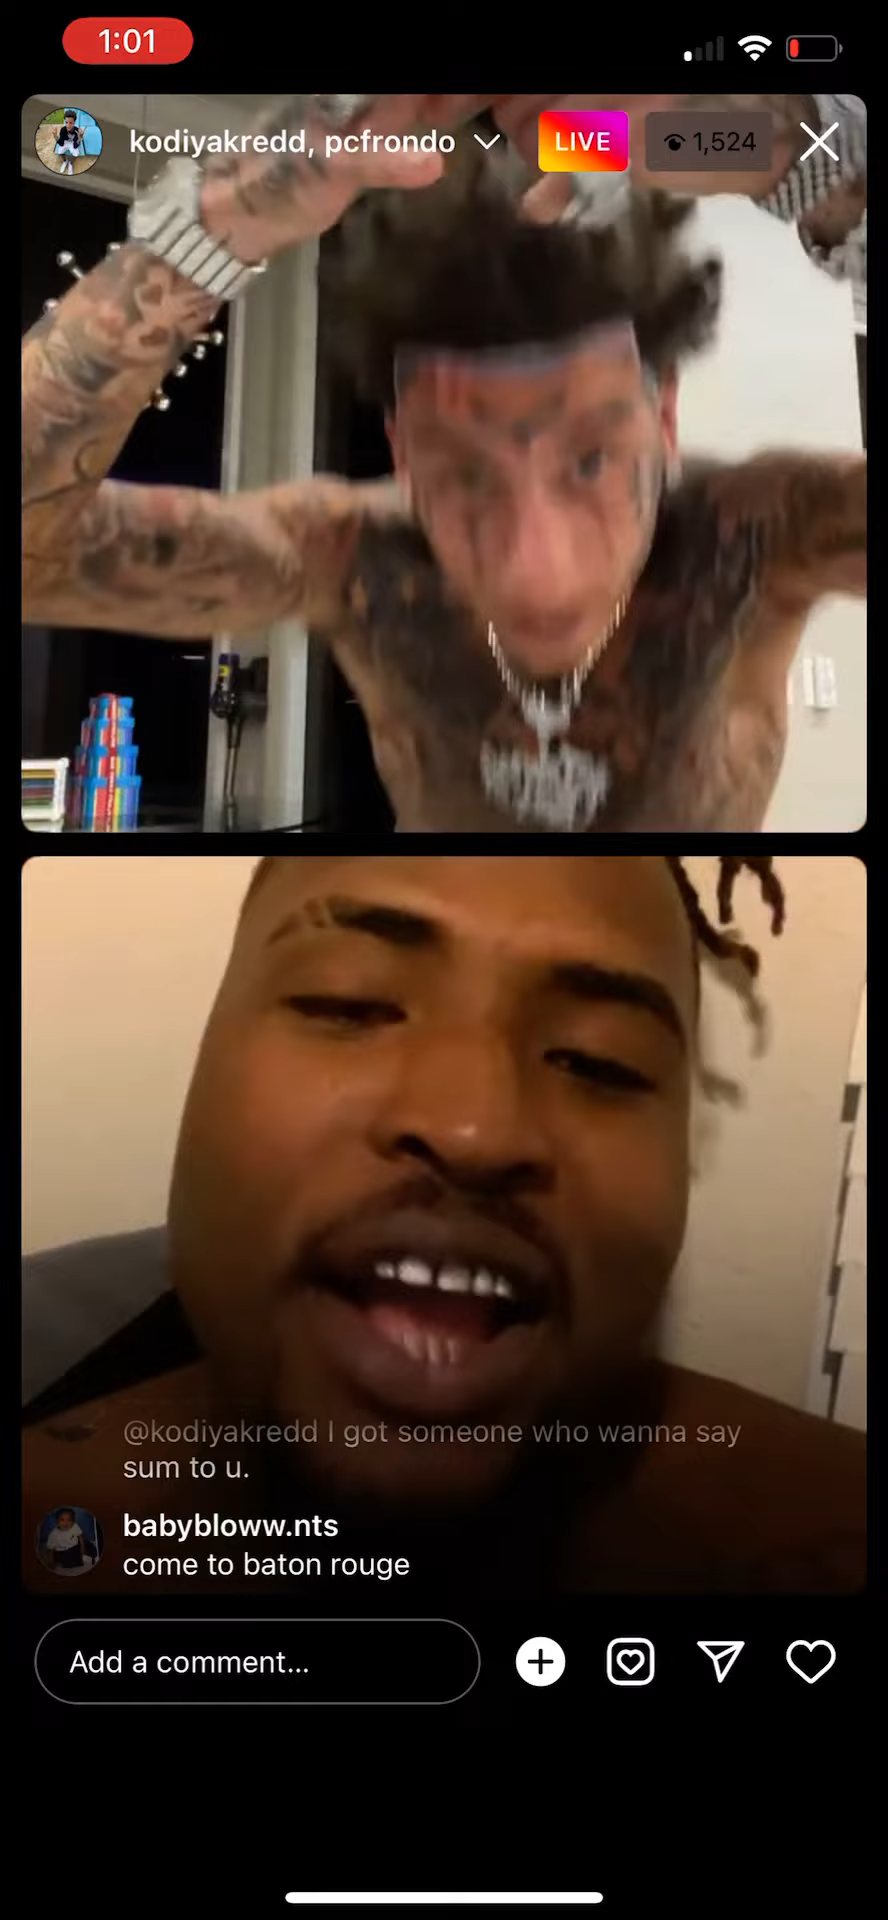 1:01
kodiyakredd, pcfrondo
LIVE
1,524
@kodiyakredd I got someone who wanna say
sum to u.
babybloww.nts
come to baton rouge
Add a comment...